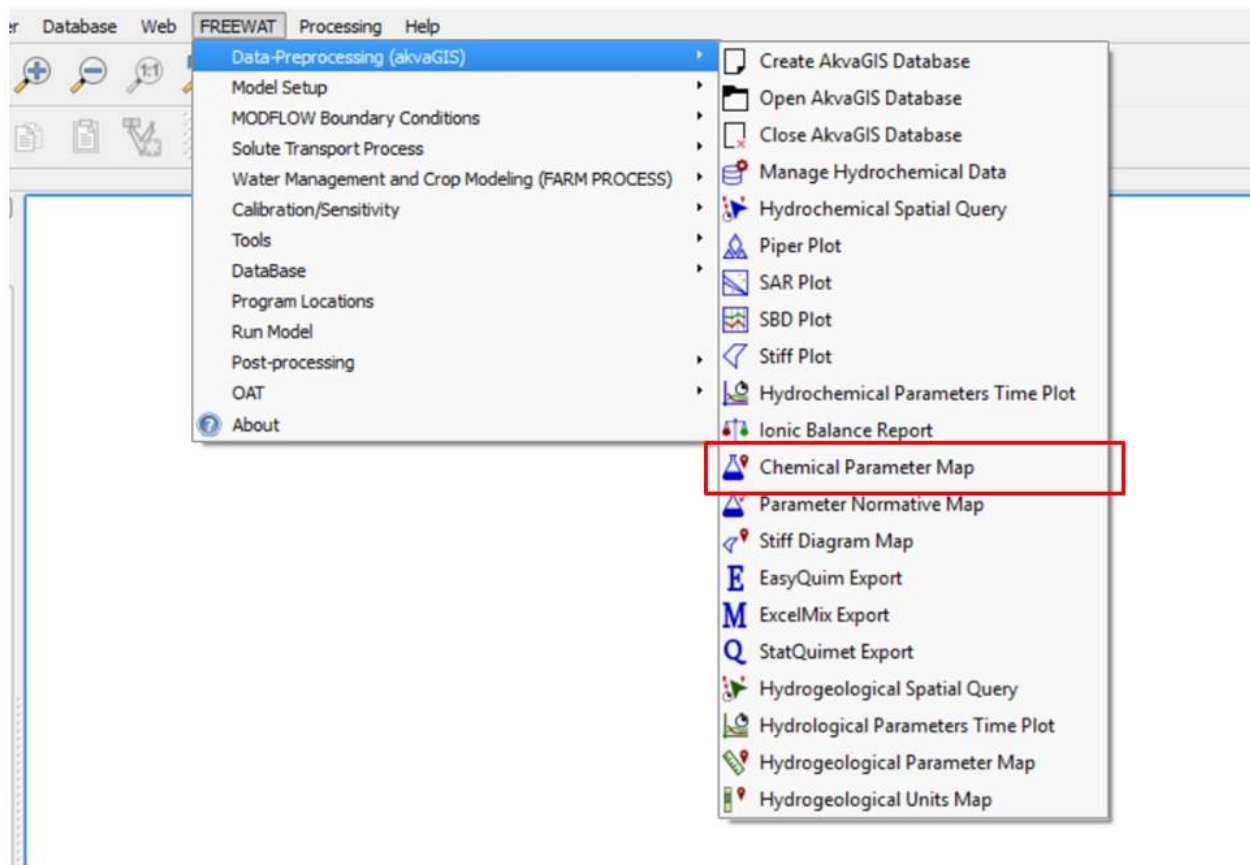 Database Web FREEWAT Processing Help
Data-Preprocessing (akvaGIS)
Model Setup
MODFLOW Boundary Conditions
Solute Transport Process
Water Management and Crop Modeling (FARM PROCESS)
Calibration/Sensitivity
Tools
DataBase
Program Locations
Run Model
Post-processing
OAT
About
Create AkvaGIS Database
Open AkvaGIS Database
Close AkvaGIS Database
Manage Hydrochemical Data
Hydrochemical Spatial Query
Piper Plot
SAR Plot
SBD Plot
Stiff Plot
Hydrochemical Parameters Time Plot
Ionic Balance Report
Chemical Parameter Map
Parameter Normative Map
Stiff Diagram Map
E EasyQuim Export
M ExcelMix Export
Q StatQuimet Export
Hydrogeological Spatial Query
Hydrological Parameters Time Plot
Hydrogeological Parameter Map
Hydrogeological Units Map